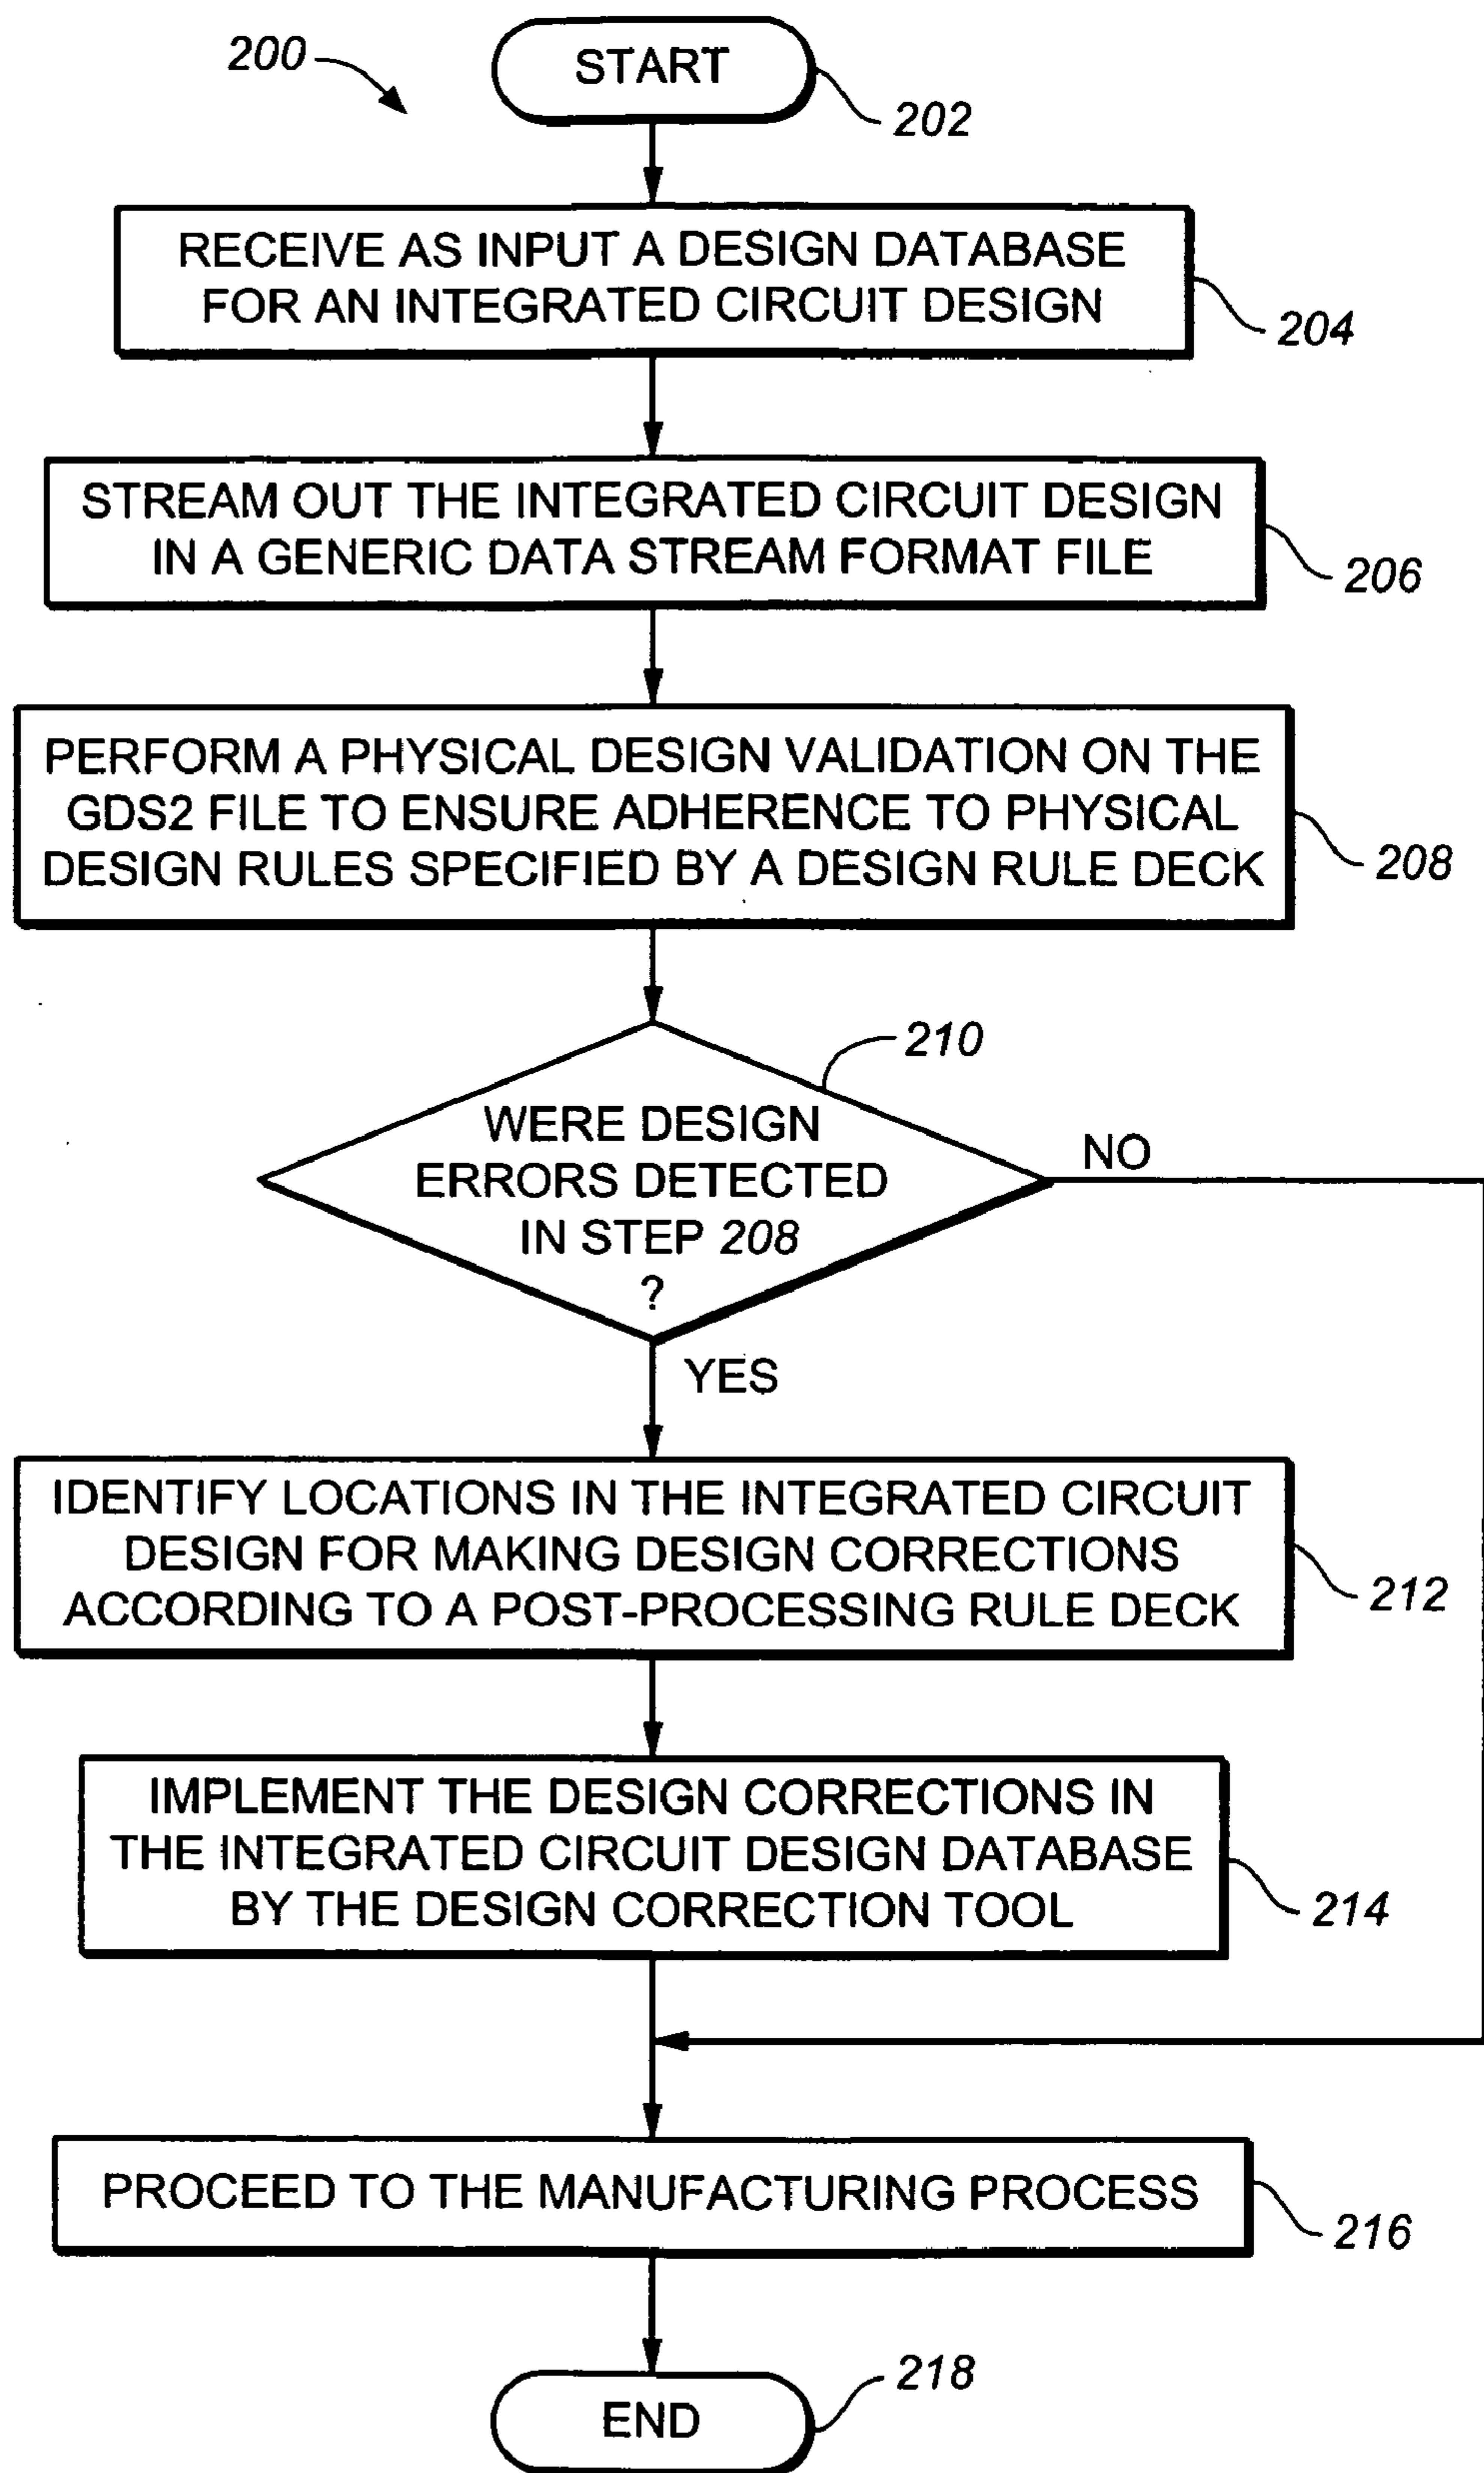 200
START
202
RECEIVE AS INPUT A DESIGN DATABASE
FOR AN INTEGRATED CIRCUIT DESIGN
204
STREAM OUT THE INTEGRATED CIRCUIT DESIGN
IN A GENERIC DATA STREAM FORMAT FILE
206
PERFORM A PHYSICAL DESIGN VALIDATION ON THE
GDS2 FILE TO ENSURE ADHERENCE TO PHYSICAL
DESIGN RULES SPECIFIED BY A DESIGN RULE DECK
208
210
WERE DESIGN
ERRORS DETECTED
IN STEP 208
?
NO
YES
IDENTIFY LOCATIONS IN THE INTEGRATED CIRCUIT
DESIGN FOR MAKING DESIGN CORRECTIONS
ACCORDING TO A POST-PROCESSING RULE DECK
212
IMPLEMENT THE DESIGN CORRECTIONS IN
THE INTEGRATED CIRCUIT DESIGN DATABASE
BY THE DESIGN CORRECTION TOOL
214
PROCEED TO THE MANUFACTURING PROCESS
216
END
218